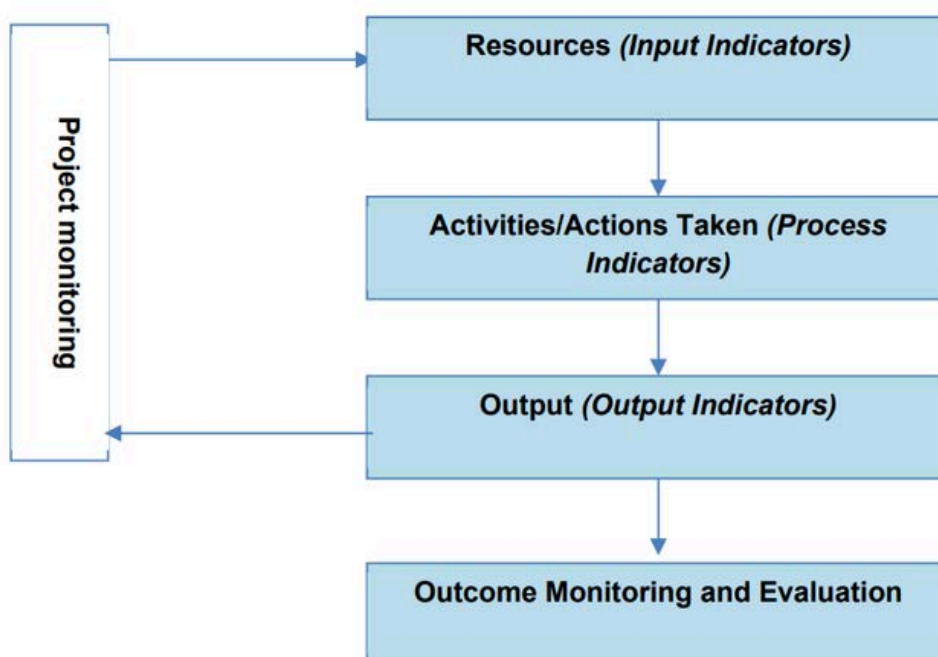 Project monitoring
Resources (Input Indicators)
Activities/Actions Taken (Process
Indicators)
Output (Output Indicators)
Outcome Monitoring and Evaluation